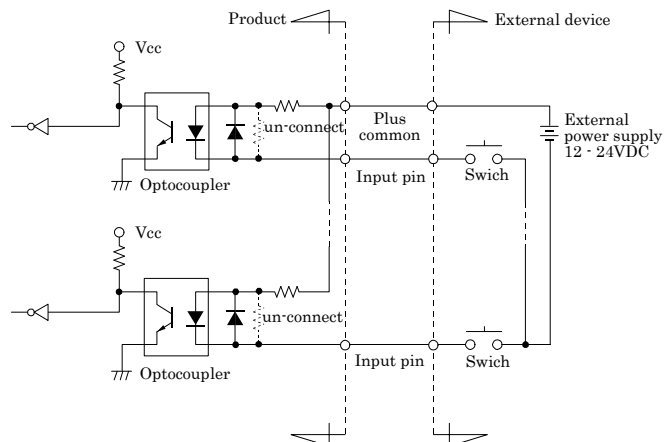 Product
External device
Vcc
un-connect
Plus
common
External
power supply
12 - 24VDC
Optocoupler
Input pin
Swich
Vcc
un-connect
Optocoupler
Input pin
Swich